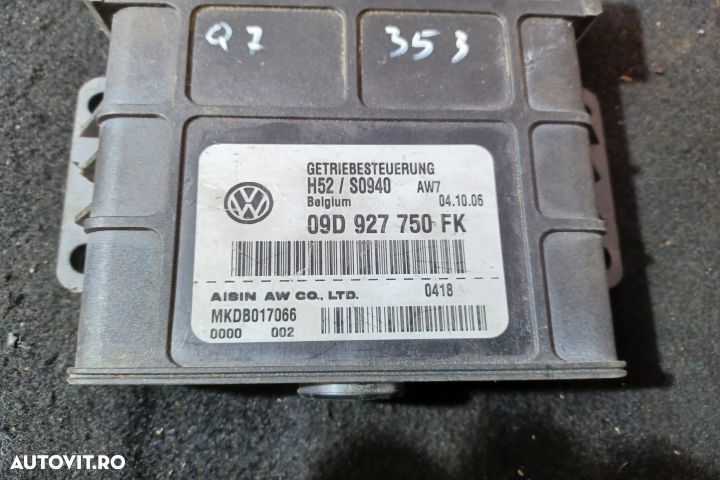 Q7 353
GETRIEBESTEUERUNG
H52 / S0940 AW7
Belgium 04.10.06
09D 927 750 FK
AISIN AW CO., LTD. 0418
MKDB017066
0000 002
AUTOVIT.RO